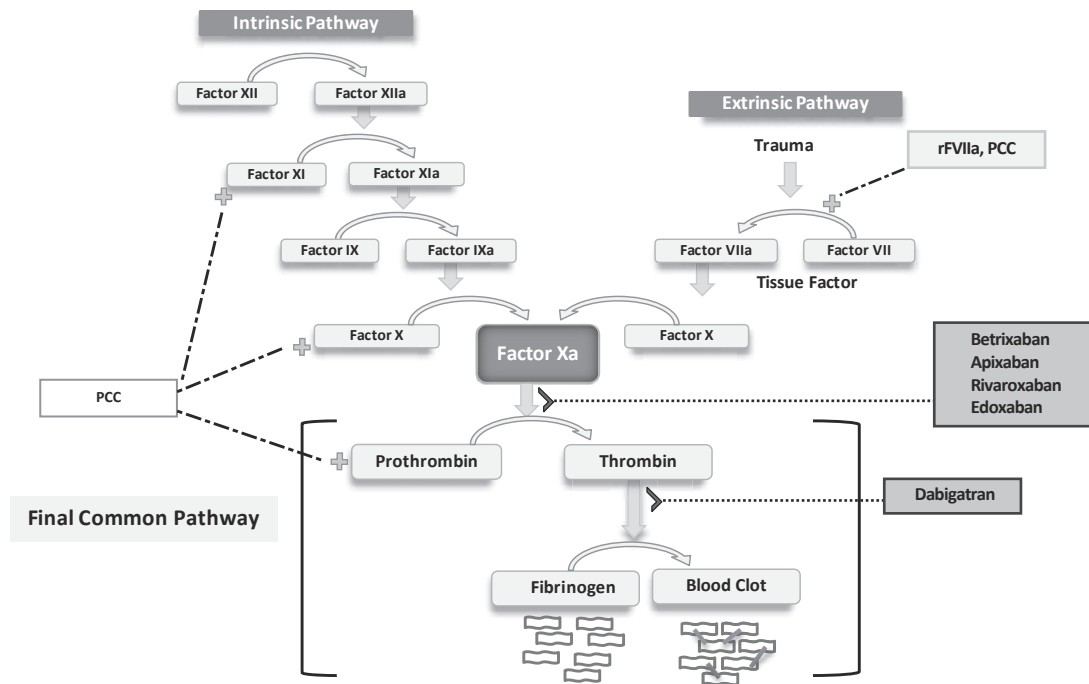 Intrinsic Pathway
Factor XII
Factor XIIa
Extrinsic Pathway
Trauma
rFVIIa, PCC
Factor XI
Factor XIa
Factor IX
Factor IXa
Factor VIIa
Factor VII
Tissue Factor
Factor X
Factor Xa
Factor X
Betrixaban
Apixaban
Rivaroxaban
Edoxaban
PCC
Prothrombin
Thrombin
Dabigatran
Final Common Pathway
Fibrinogen
Blood Clot